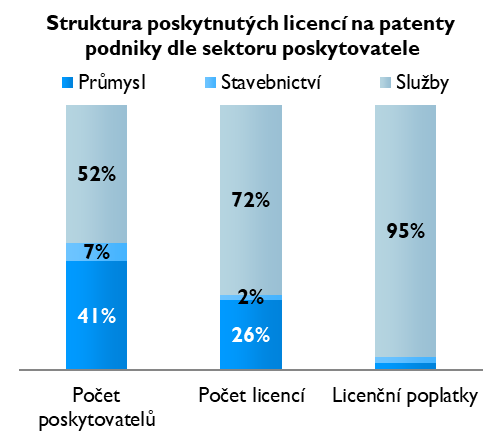 Struktura poskytnutých licencí na patenty
podniky dle sektoru poskytovatele
Průmysl Stavebnictví Služby
52% 72% 95%
7% 2%
41% 26%
Počet poskytovatelů
Počet licencí
Licenční poplatky